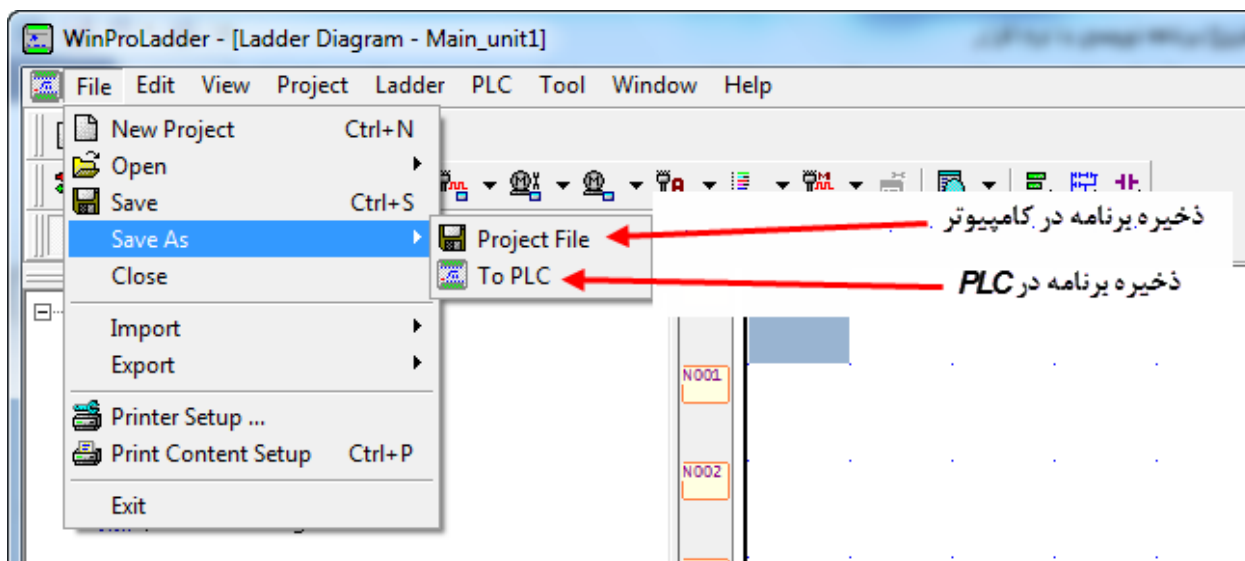 WinProLadder - [Ladder Diagram - Main_unit1]
File Edit View Project Ladder PLC Tool Window Help
New Project Ctrl+N
Open
Save Ctrl+S
Save As
Close
Import
Export
Printer Setup ...
Print Content Setup Ctrl+P
Exit
Project File
To PLC
ذخیره برنامه در کامپیوتر
ذخیره برنامه در PLC
N001
N002